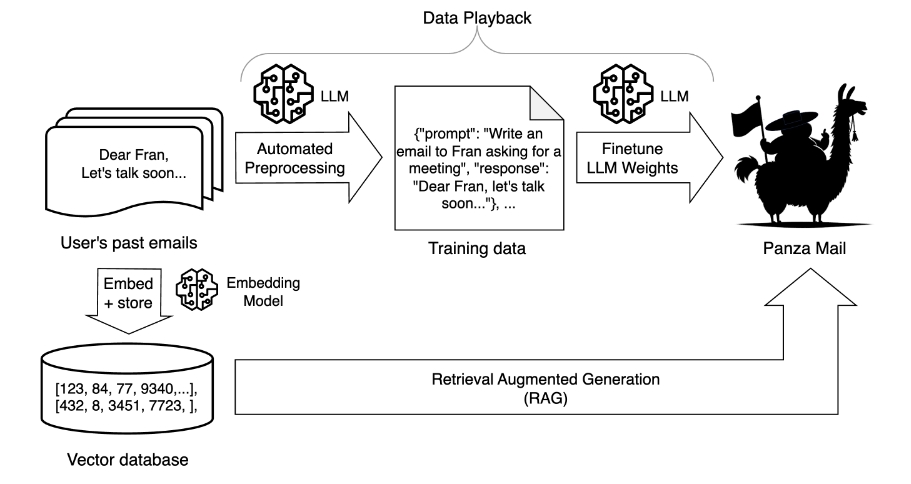 Data Playback
LLM
LLM
Dear Fran,
Let's talk soon...
Automated
Preprocessing
{"prompt": "Write an
email to Fran asking for a
meeting", "response":
"Dear Fran, let's talk
soon..."}, ...
Finetune
LLM Weights
User's past emails
Training data
Panza Mail
Embed
+ store
Embedding
Model
[123, 84, 77, 9340,...],
[432, 8, 3451, 7723, ],
Retrieval Augmented Generation
(RAG)
Vector database